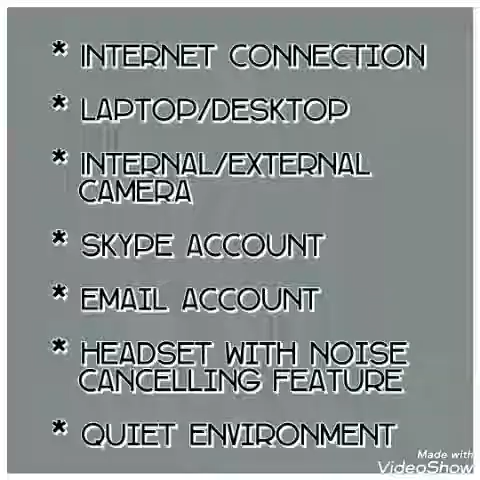 * INTERNET CONNECTION
* LAPTOP/DESKTOP
* INTERNAL/EXTERNAL
CAMERA
* SKYPE ACCOUNT
* EMAIL ACCOUNT
* HEADSET WITH NOISE
CANCELLING FEATURE
* QUIET ENVIRONMENT
Made with
VideoShow